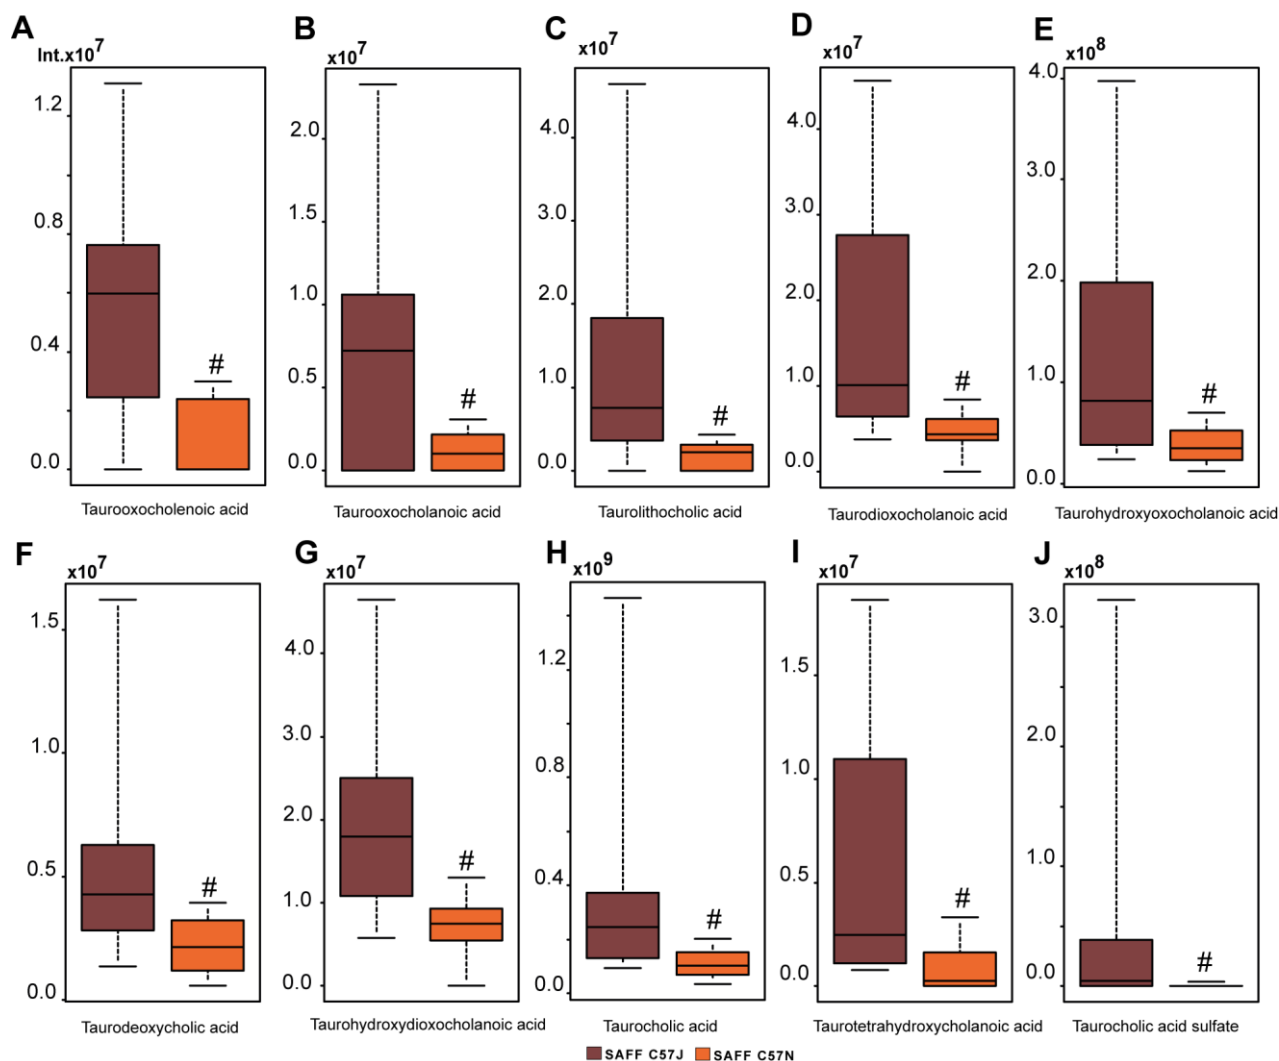 A
Int.x10^7
1.2
0.8
0.4
0.0
#
Taurooxocholenoic acid
B
x10^7
2.0
1.5
1.0
0.5
0.0
#
Taurooxocholanoic acid
C
x10^7
4.0
3.0
2.0
1.0
0.0
#
Taurolithocholic acid
D
x10^7
4.0
3.0
2.0
1.0
0.0
#
Taurodioxocholanoic acid
E
x10^8
4.0
3.0
2.0
1.0
0.0
#
Taurohydroxyoxocholanoic acid
F
x10^7
1.5
1.0
0.5
0.0
#
Taurodeoxycholic acid
G
x10^7
4.0
3.0
2.0
1.0
0.0
#
Taurohydroxydioxocholanoic acid
H
x10^9
1.2
0.8
0.4
0.0
#
Taurocholic acid
I
x10^7
1.5
1.0
0.5
0.0
#
Taurotetrahydroxycholanoic acid
J
x10^8
3.0
2.0
1.0
0.0
#
Taurocholic acid sulfate
SAFF C57J
SAFF C57N